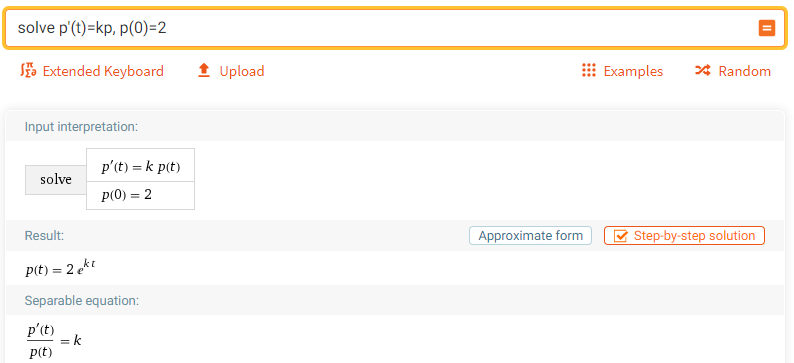 solve p'(t)=kp, p(0)=2
Extended Keyboard Upload Examples Random
Input interpretation:
solve
p′(t) = k p(t)
p(0) = 2
Result: Approximate form Step-by-step solution
p(t) = 2 e^{k t}
Separable equation:
p′(t)
p(t)
= k